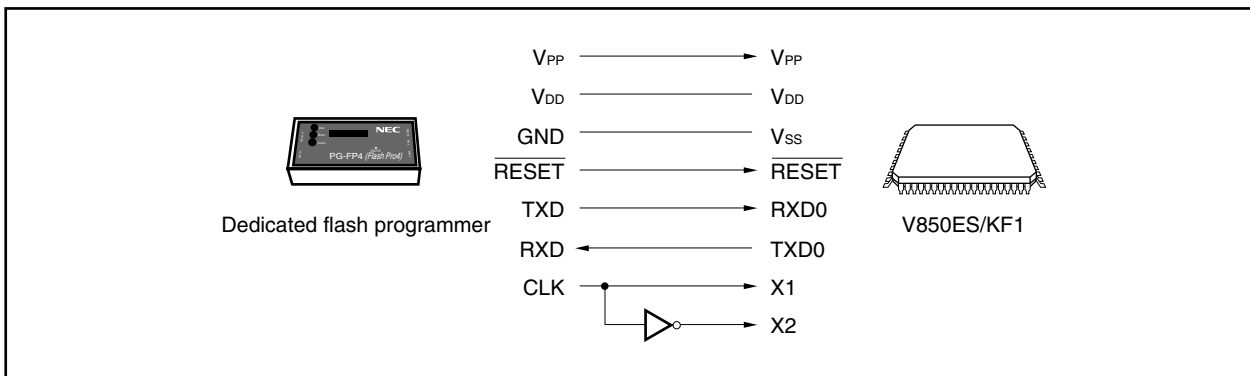 VPP VPP
VDD VDD
GND VSS
RESET RESET
TXD RXD0
RXD TXD0
CLK X1
X2
NEC
PG-FP4 (Flash Pro4)
Dedicated flash programmer
V850ES/KF1